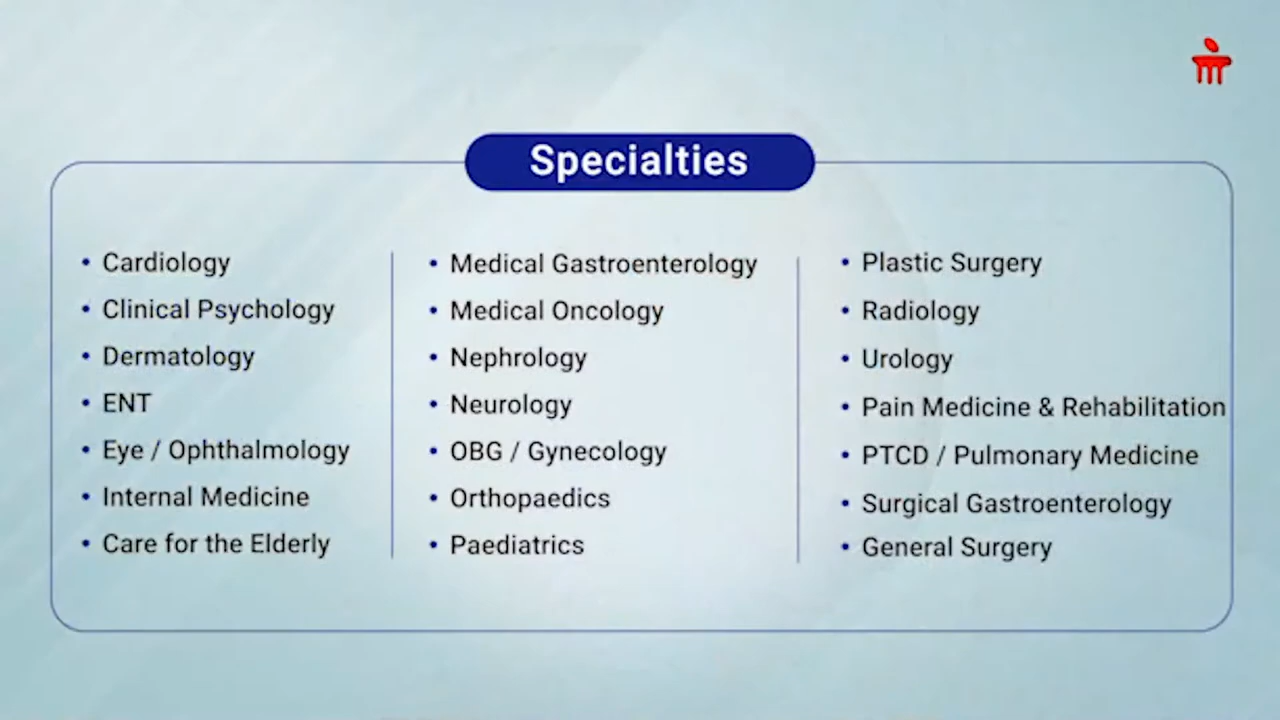 Specialties
• Cardiology
• Clinical Psychology
• Dermatology
• ENT
• Eye / Ophthalmology
• Internal Medicine
• Care for the Elderly
• Medical Gastroenterology
• Medical Oncology
• Nephrology
• Neurology
• OBG / Gynecology
• Orthopaedics
• Paediatrics
• Plastic Surgery
• Radiology
• Urology
• Pain Medicine & Rehabilitation
• PTCD / Pulmonary Medicine
• Surgical Gastroenterology
• General Surgery